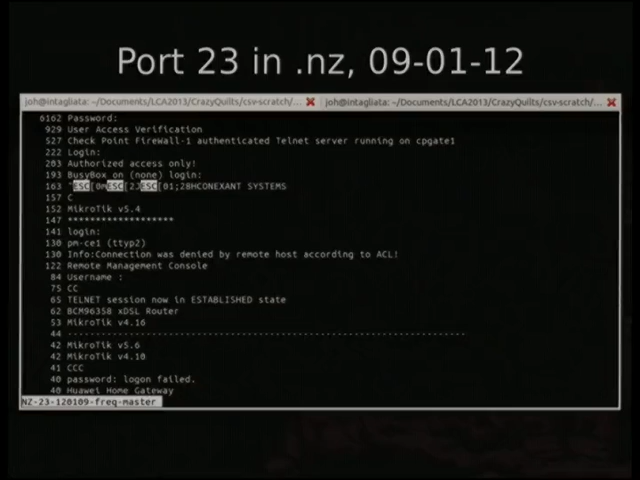 Port 23 in .nz, 09-01-12
joh@intagliata: ~/Documents/LCA2013/CrazyQuilts/csv-scratch/... ✖ joh@intagliata: ~/Documents/LCA2013/CrazyQuilts/csv-scratch/... ✖
6162 Password:
929 User Access Verification
527 Check Point FireWall-1 authenticated Telnet server running on cpgate1
222 Login:
203 Authorized access only!
193 BusyBox on (none) login:
163 ESC[0mESC[2JESC[01;28HCONEXANT SYSTEMS
157 C
152 MikroTik v5.4
147 *******************
141 login:
130 pm-ce1 (ttyp2)
130 Info:Connection was denied by remote host according to ACL!
122 Remote Management Console
84 Username :
75 CC
65 TELNET session now in ESTABLISHED state
62 BCM96358 xDSL Router
53 MikroTik v4.16
44 -----------------------------------------------------------------------
42 MikroTik v5.6
42 MikroTik v4.10
41 CCC
40 password: logon failed.
40 Huawei Home Gateway
NZ-23-120109-freq-master